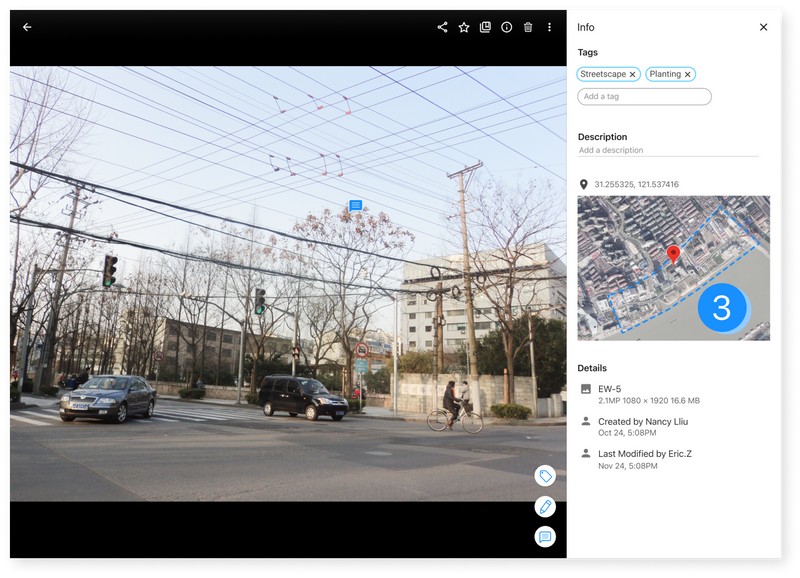 Info
Tags
Streetscape
Planting
Add a tag
Description
Add a description
31.255325, 121.537416
3
Details
EW-5
2.1MP 1080 × 1920 16.6 MB
Created by Nancy Lliu
Oct 24, 5:08PM
Last Modified by Eric.Z
Nov 24, 5:08PM